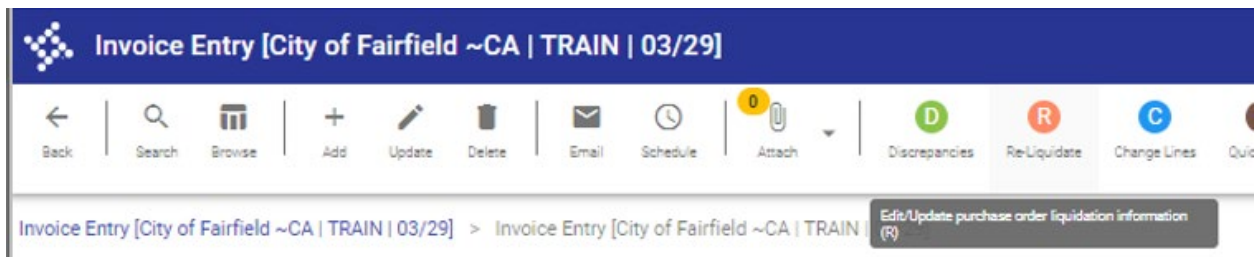 Invoice Entry [City of Fairfield ~CA | TRAIN | 03/29]
0 D R C
Back Search Browse Add Update Delete Email Schedule Attach Discrepancies Re-Liquidate Change Lines
Invoice Entry [City of Fairfield ~CA | TRAIN | 03/29] > Invoice Entry [City of Fairfield ~CA | TRAIN |
Edit/Update purchase order liquidation information
(R)